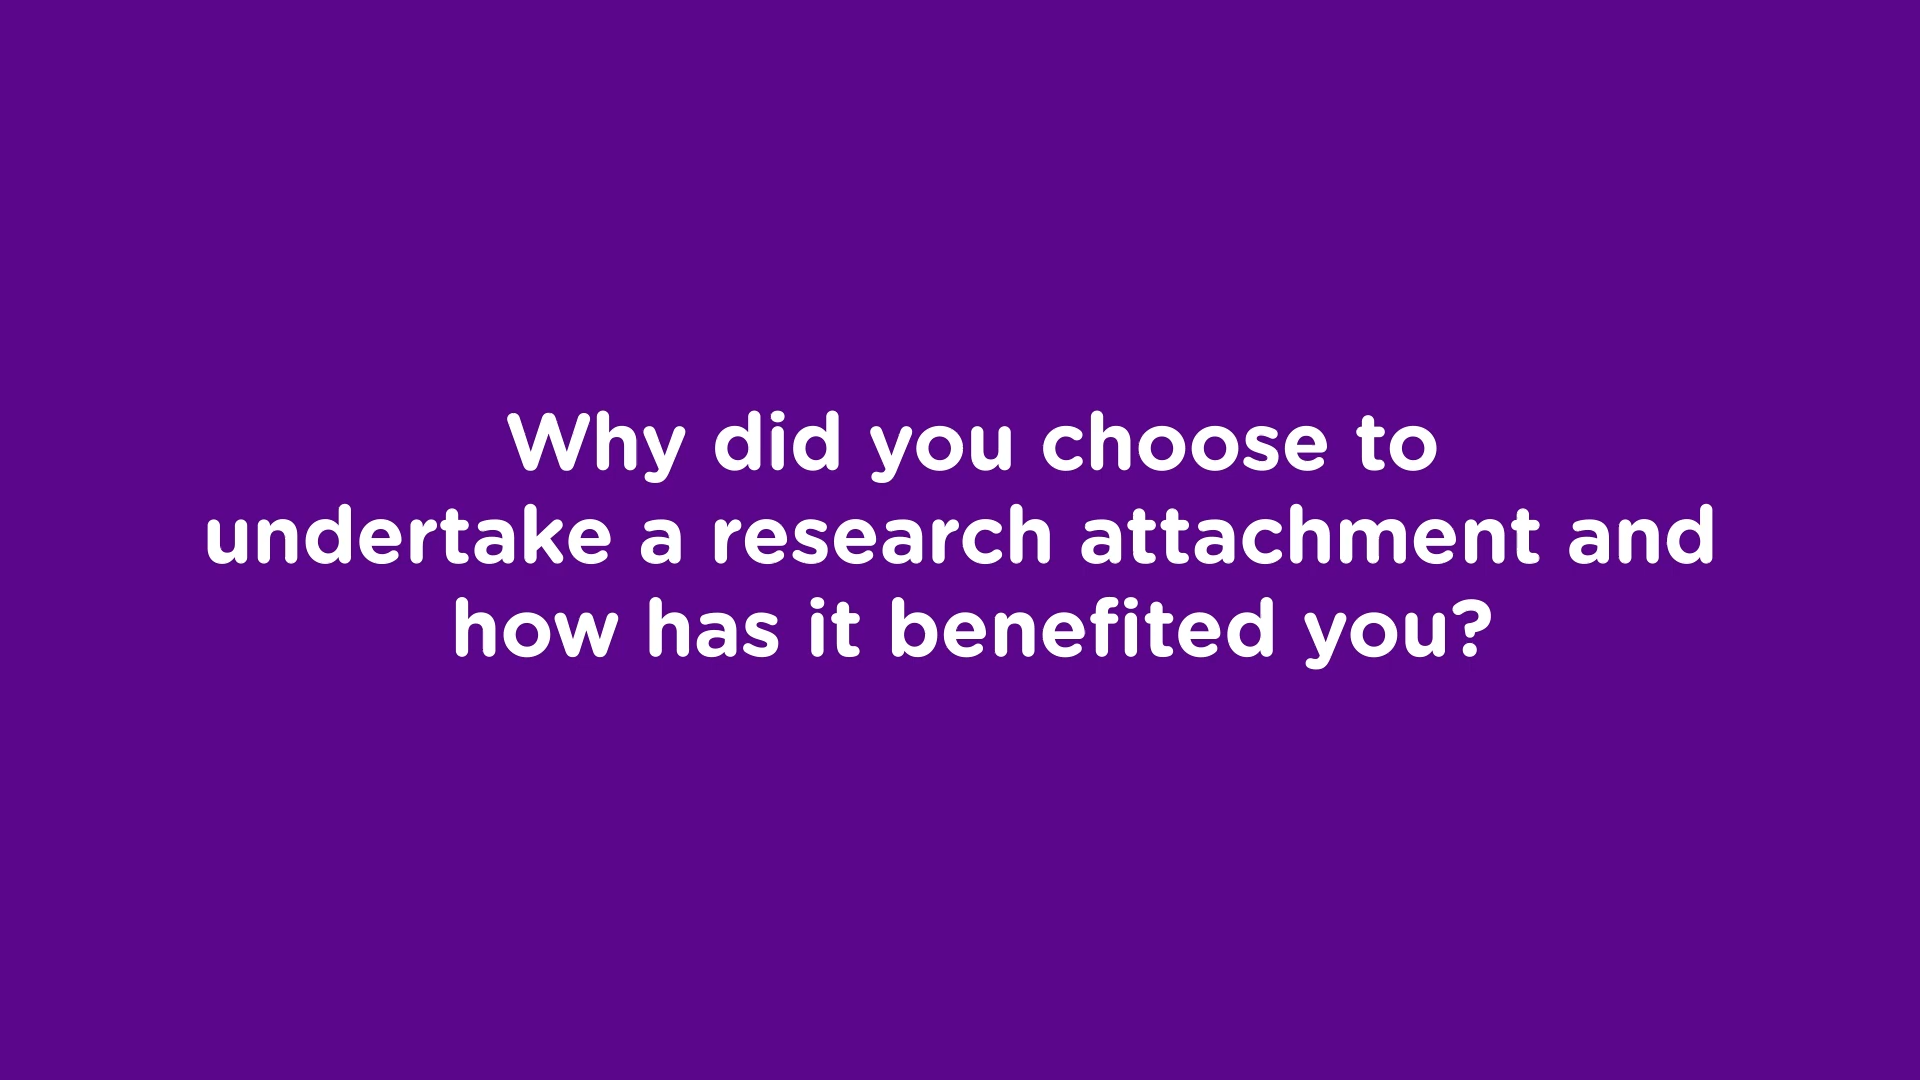 Why did you choose to
undertake a research attachment and
how has it benefited you?